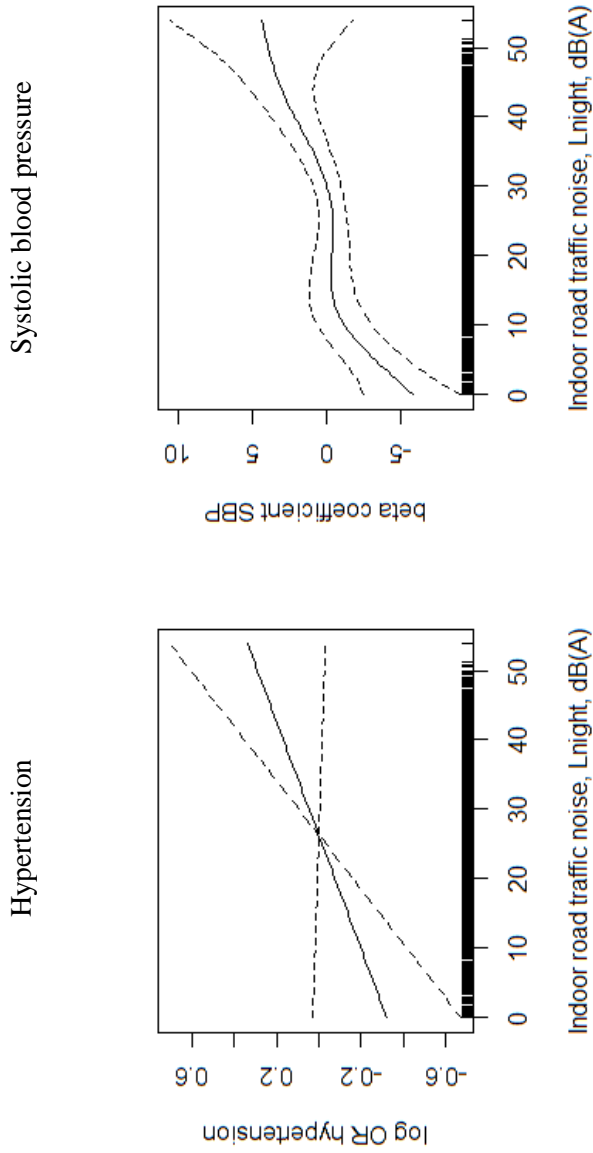 Hypertension
log OR hypertension
0.6
0.2
-0.2
-0.6
0 10 20 30 40 50
Indoor road traffic noise, Lnight, dB(A)
Systolic blood pressure
beta coefficient SBP
10
5
0
-5
0 10 20 30 40 50
Indoor road traffic noise, Lnight, dB(A)